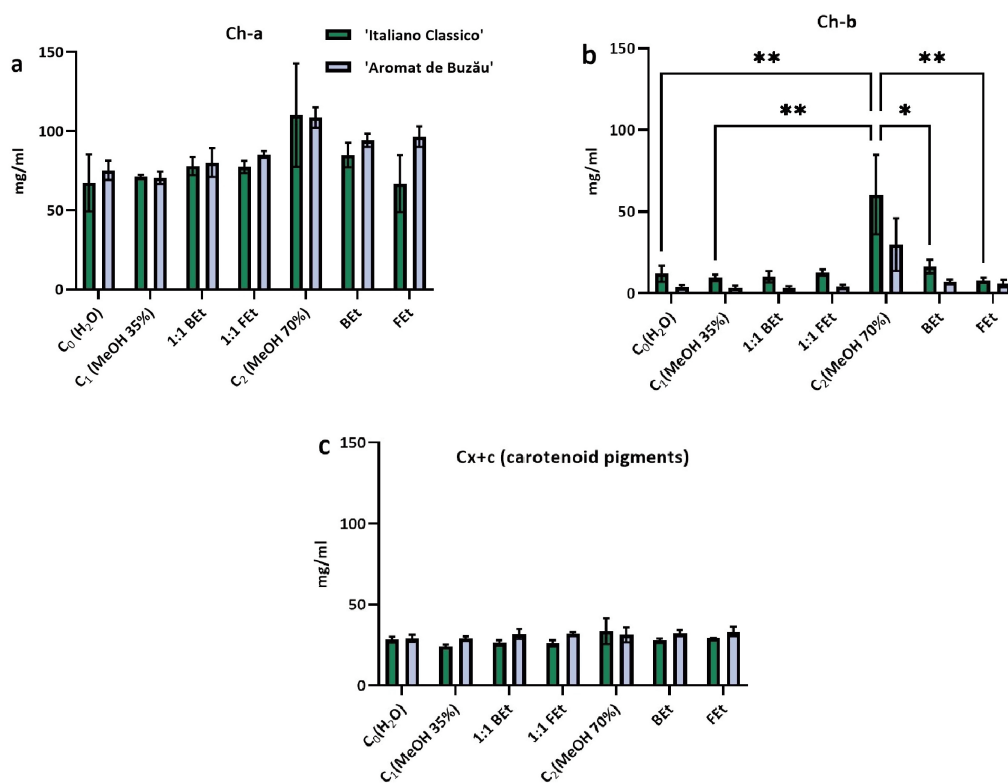 Ch-a
'Italiano Classico'
'Aromat de Buzău'
a
150
100
50
0
mg/ml
C₀ (H₂O)
C₁ (MeOH 35%)
1:1 BEt
1:1 FEt
C₂ (MeOH 70%)
BEt
FEt
Ch-b
b
150
100
50
0
mg/ml
** **
** *
C₀(H₂O)
C₁(MeOH 35%)
1:1 BEt
1:1 FEt
C₂(MeOH 70%)
BEt
FEt
c
Cx+c (carotenoid pigments)
150
100
50
0
mg/ml
C₀(H₂O)
C₁(MeOH 35%)
1:1 BEt
1:1 FEt
C₂(MeOH 70%)
BEt
FEt